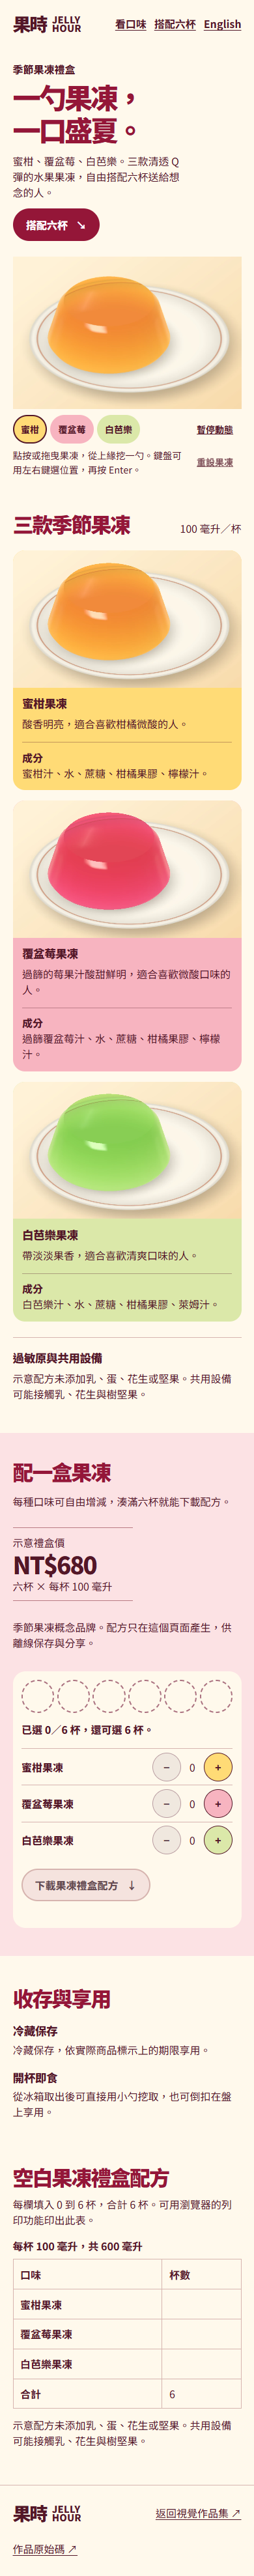 果時 JELLY HOUR
看口味 搭配六杯 English
季節果凍禮盒
一勺果凍，
一口盛夏。
蜜柑、覆盆莓、白芭樂。三款清透 Q
彈的水果果凍，自由搭配六杯送給想
念的人。
搭配六杯 ↘
蜜柑 覆盆莓 白芭樂 暫停動態
點按或拖曳果凍，從上緣挖一勺。鍵盤可
用左右鍵選位置，再按 Enter。
重設果凍
三款季節果凍 100 毫升／杯
蜜柑果凍
酸香明亮，適合喜歡柑橘微酸的人。
成分
蜜柑汁、水、蔗糖、柑橘果膠、檸檬汁。
覆盆莓果凍
過篩的莓果汁酸甜鮮明，適合喜歡微酸口味的
人。
成分
過篩覆盆莓汁、水、蔗糖、柑橘果膠、檸檬
汁。
白芭樂果凍
帶淡淡果香，適合喜歡清爽口味的人。
成分
白芭樂汁、水、蔗糖、柑橘果膠、萊姆汁。
過敏原與共用設備
示意配方未添加乳、蛋、花生或堅果。共用設備
可能接觸乳、花生與樹堅果。
配一盒果凍
每種口味可自由增減，湊滿六杯就能下載配方。
示意禮盒價
NT$680
六杯 × 每杯 100 毫升
季節果凍概念品牌。配方只在這個頁面產生，供
離線保存與分享。
已選 0／6 杯，還可選 6 杯。
蜜柑果凍 − 0 +
覆盆莓果凍 − 0 +
白芭樂果凍 − 0 +
下載果凍禮盒配方 ↓
收存與享用
冷藏保存
冷藏保存，依實際商品標示上的期限享用。
開杯即食
從冰箱取出後可直接用小勺挖取，也可倒扣在盤
上享用。
空白果凍禮盒配方
每欄填入 0 到 6 杯，合計 6 杯。可用瀏覽器的列
印功能印出此表。
每杯 100 毫升，共 600 毫升
口味 杯數
蜜柑果凍
覆盆莓果凍
白芭樂果凍
合計 6
示意配方未添加乳、蛋、花生或堅果。共用設備
可能接觸乳、花生與樹堅果。
果時 JELLY HOUR
返回視覺作品集 ↗
作品原始碼 ↗